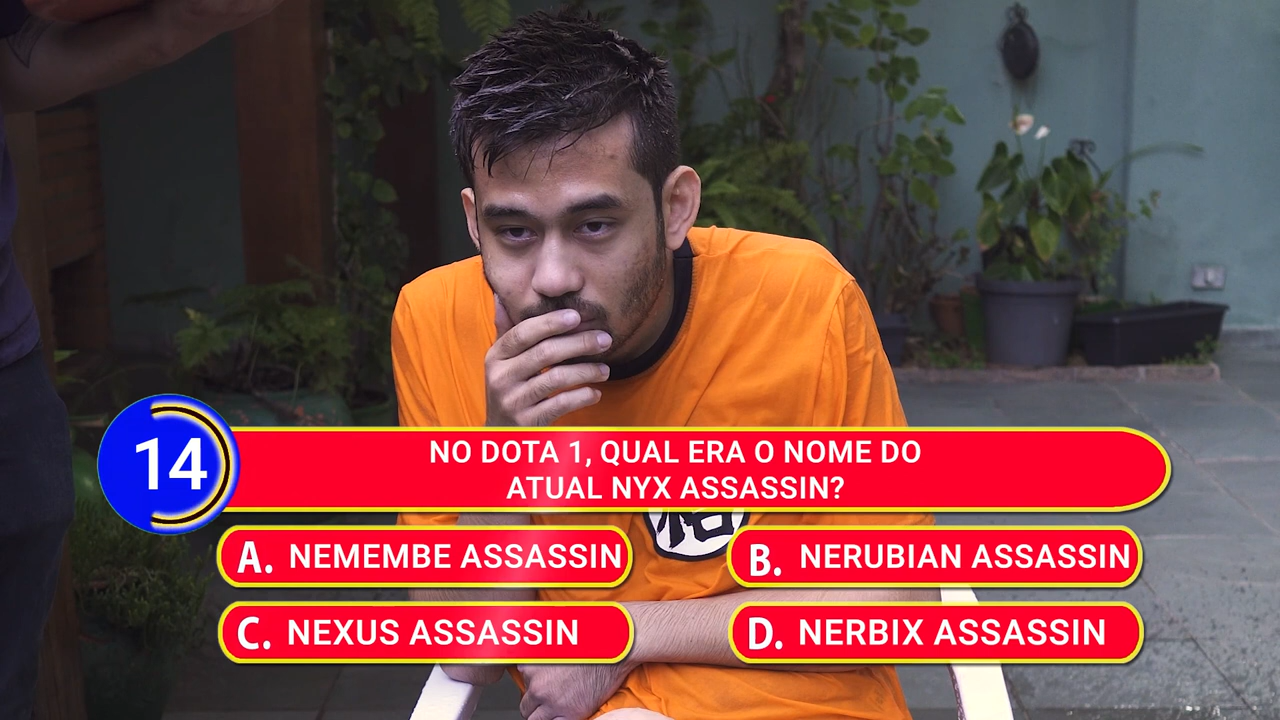 14
NO DOTA 1, QUAL ERA O NOME DO
ATUAL NYX ASSASSIN?
A. NEMEMBE ASSASSIN
B. NERUBIAN ASSASSIN
C. NEXUS ASSASSIN
D. NERBIX ASSASSIN